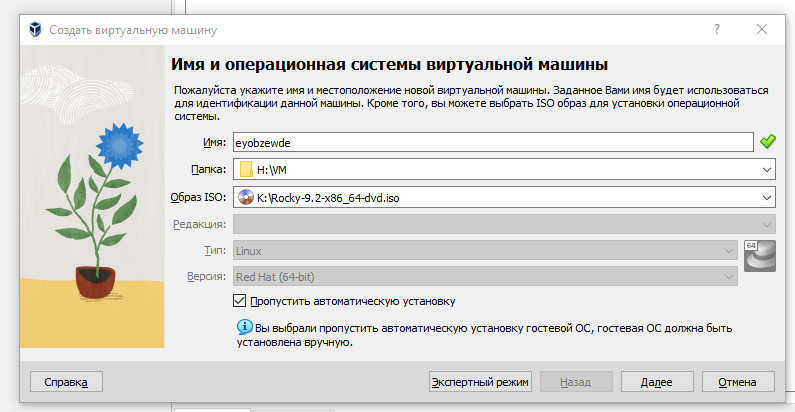 Создать виртуальную машину
Имя и операционная системы виртуальной машины
Пожалуйста укажите имя и местоположение новой виртуальной машины. Заданное Вами имя будет использоваться
для идентификации данной машины. Кроме того, вы можете выбрать ISO образ для установки операционной
системы.
Имя: eyobzewde
Папка: H:\VM
Образ ISO: K:\Rocky-9.2-x86_64-dvd.iso
Редакция:
Тип: Linux 64
Версия: Red Hat (64-bit)
Пропустить автоматическую установку
Вы выбрали пропустить автоматическую установку гостевой ОС, гостевая ОС должна быть
установлена вручную.
Справка Экспертный режим Назад Далее Отмена